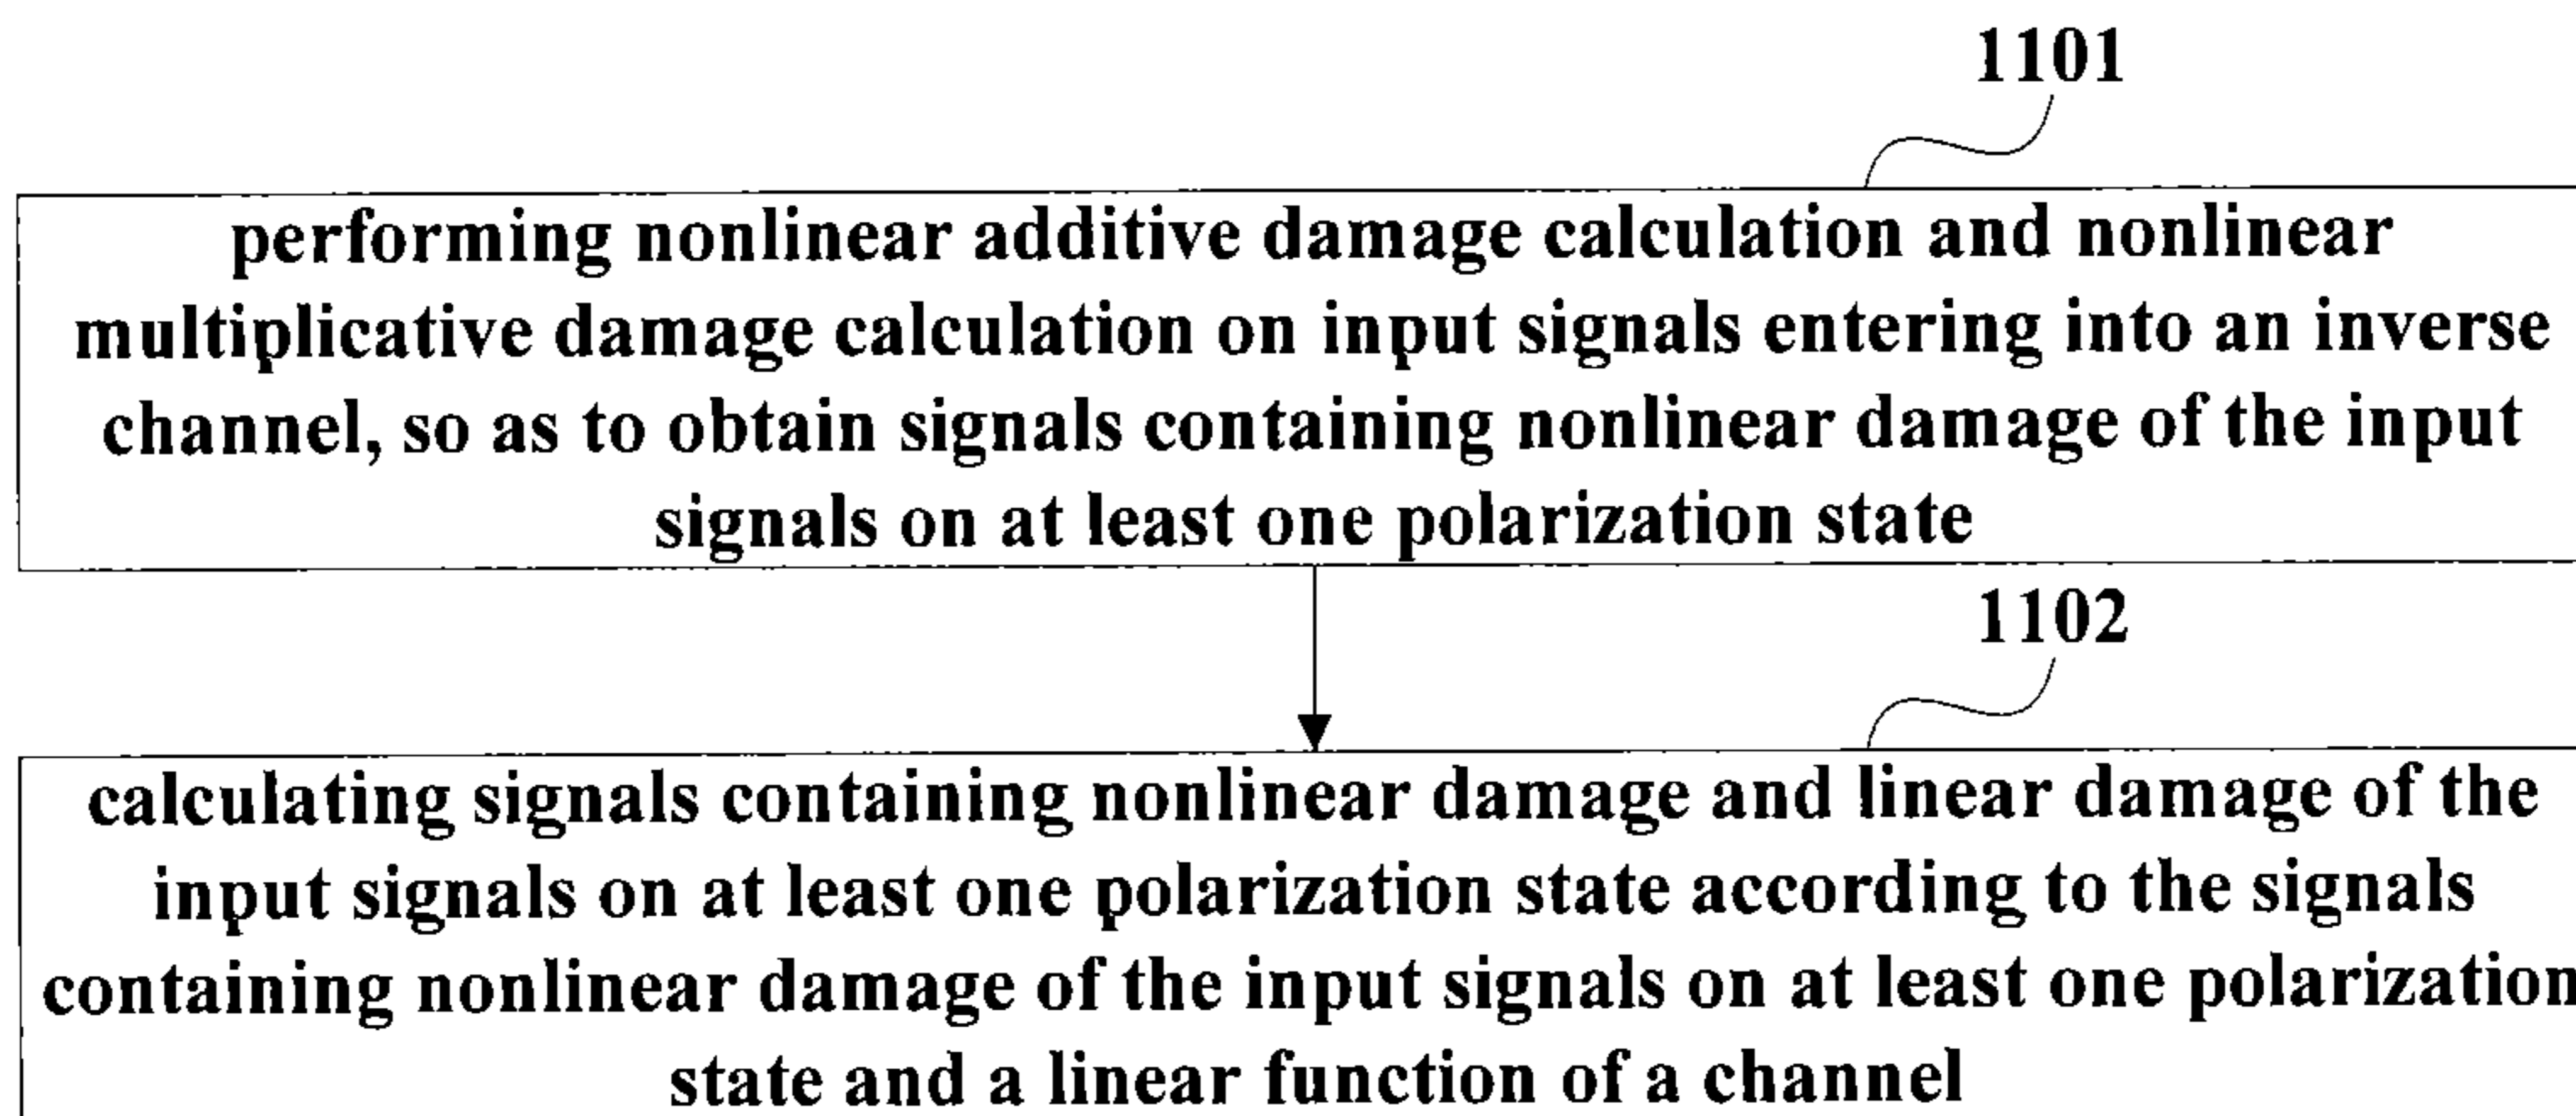 1101
performing nonlinear additive damage calculation and nonlinear
multiplicative damage calculation on input signals entering into an inverse
channel, so as to obtain signals containing nonlinear damage of the input
signals on at least one polarization state
1102
calculating signals containing nonlinear damage and linear damage of the
input signals on at least one polarization state according to the signals
containing nonlinear damage of the input signals on at least one polarization
state and a linear function of a channel